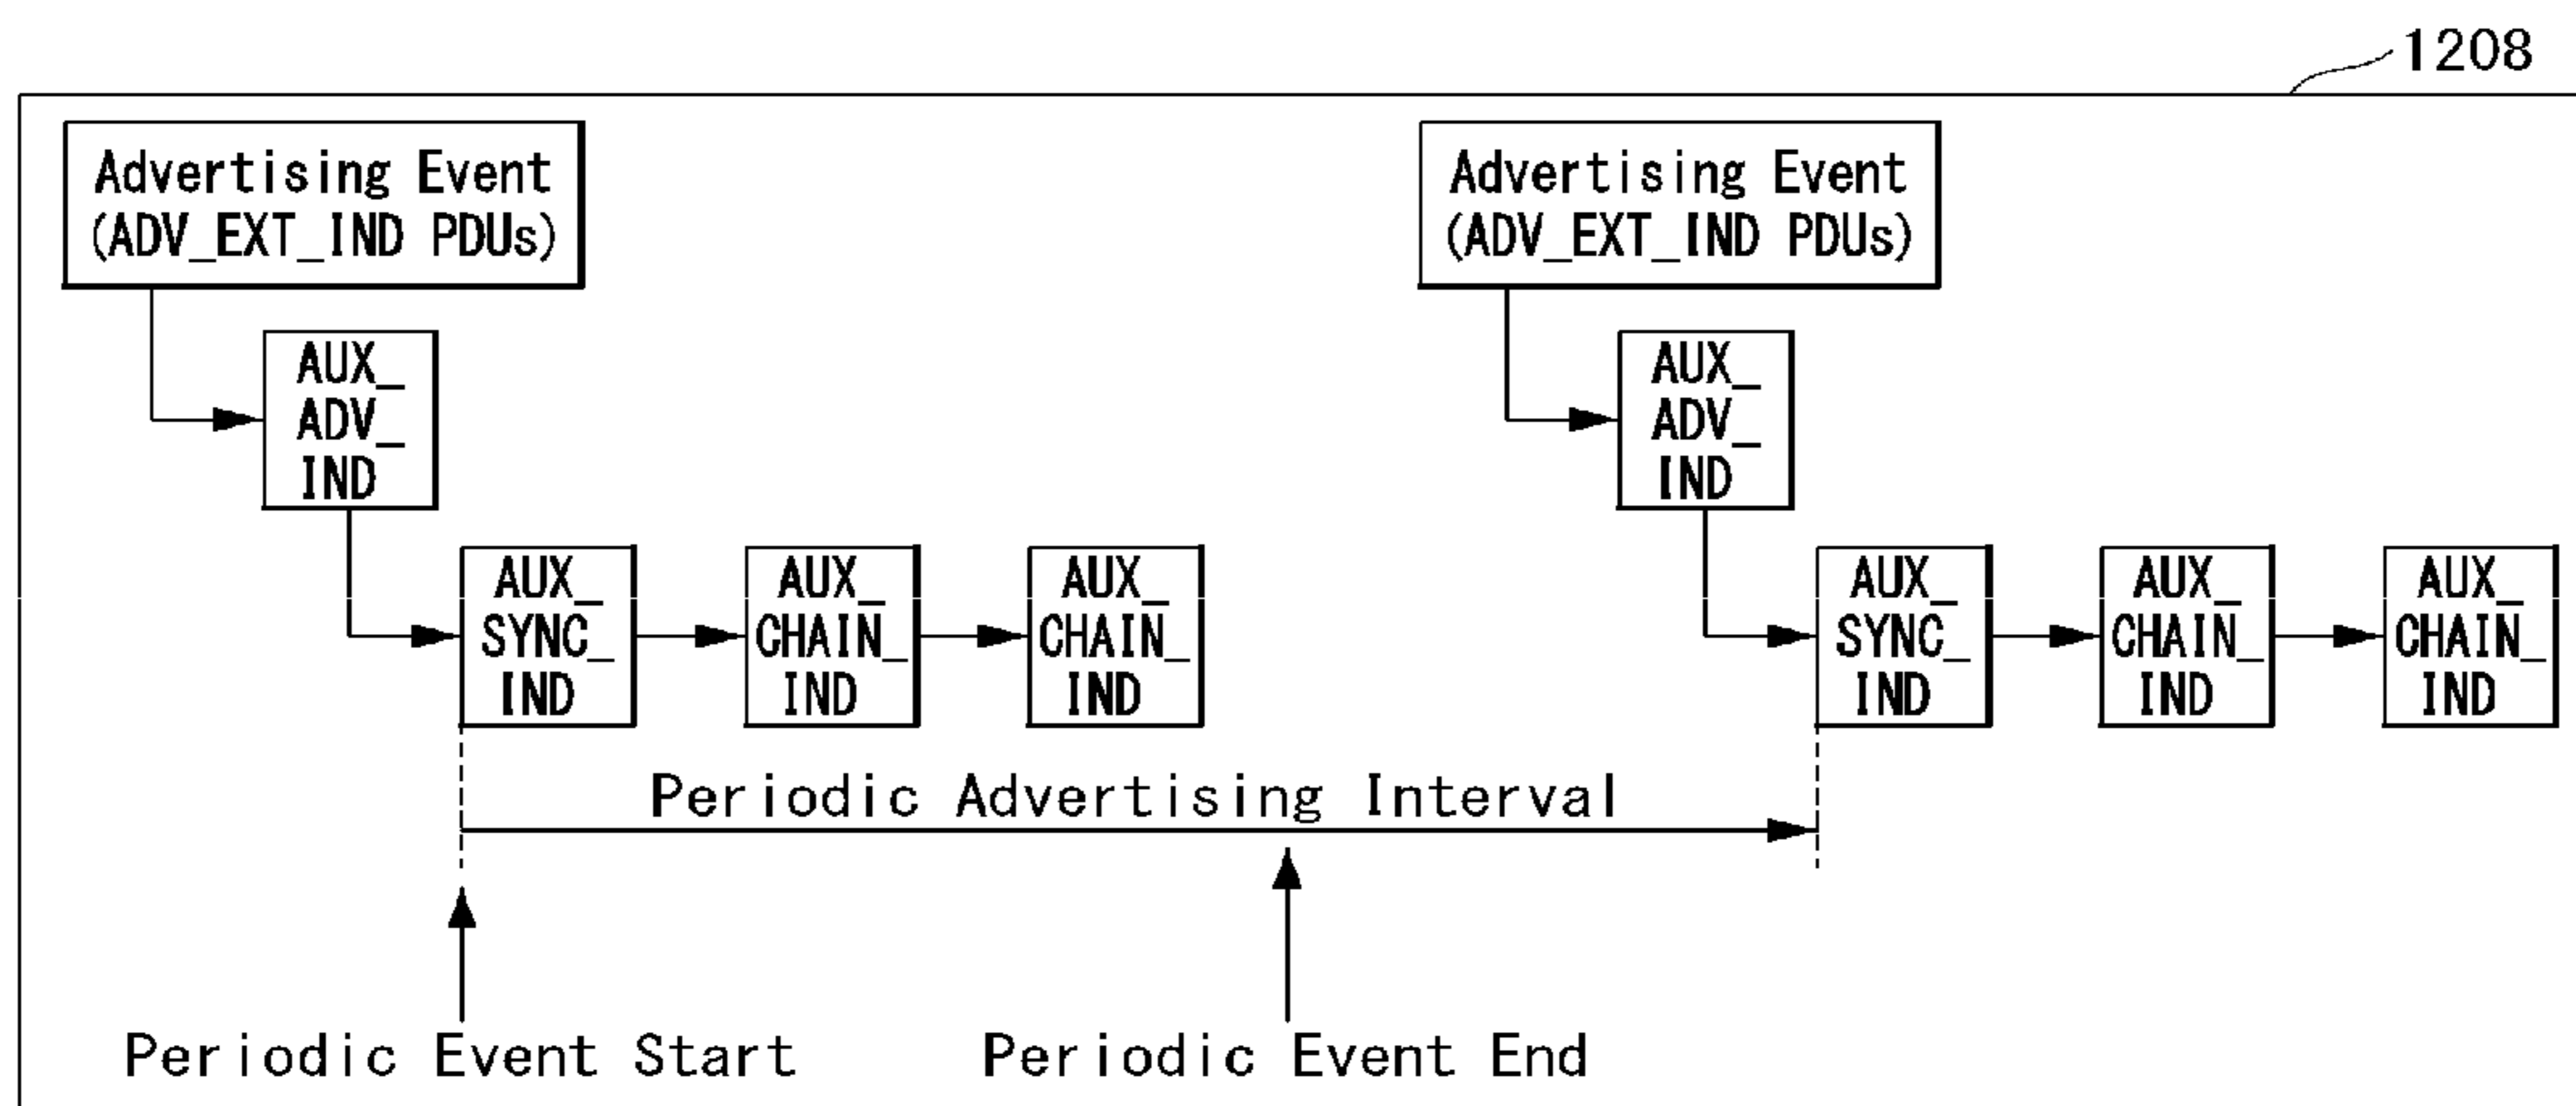 1208
Advertising Event
(ADV_EXT_IND PDUs)
Advertising Event
(ADV_EXT_IND PDUs)
AUX_
ADV_
IND
AUX_
ADV_
IND
AUX_
SYNC_
IND
AUX_
CHAIN_
IND
AUX_
CHAIN_
IND
AUX_
SYNC_
IND
AUX_
CHAIN_
IND
AUX_
CHAIN_
IND
Periodic Advertising Interval
Periodic Event Start
Periodic Event End